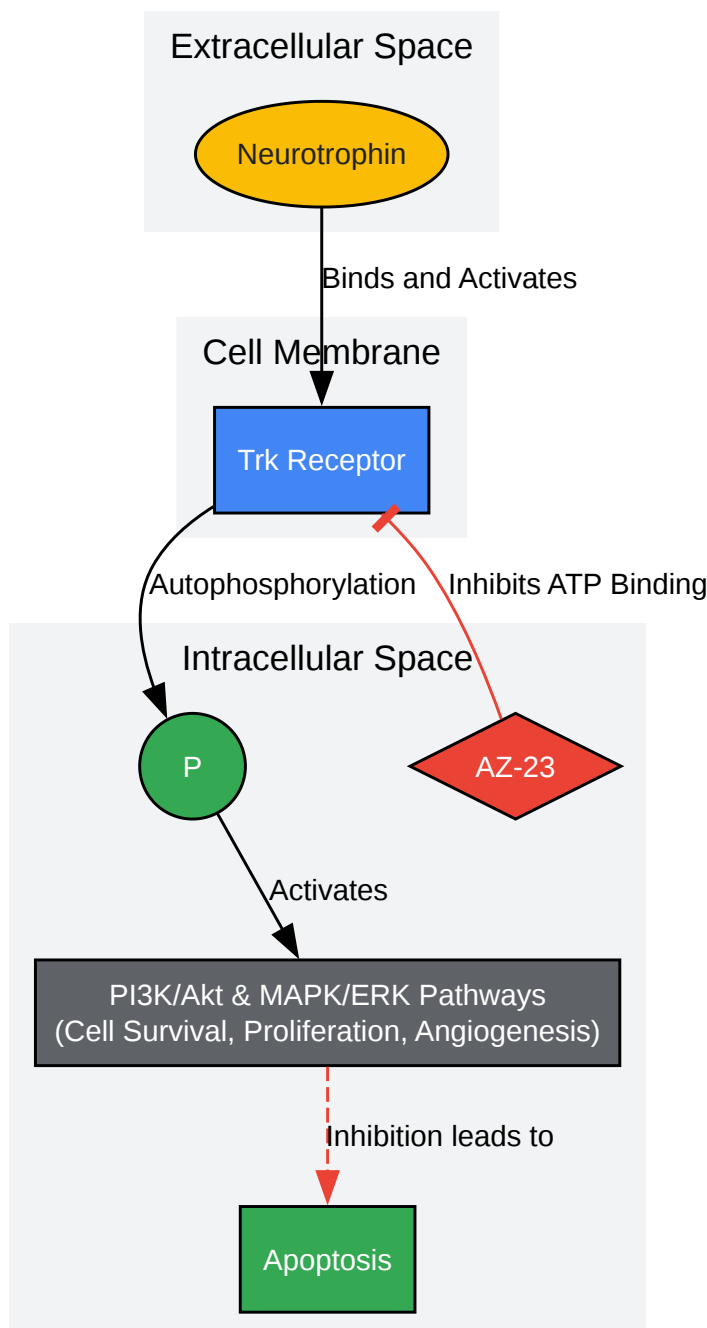 Extracellular Space
Neurotrophin
Binds and Activates
Cell Membrane
Trk Receptor
Autophosphorylation
Inhibits ATP Binding
Intracellular Space
P
AZ-23
Activates
PI3K/Akt & MAPK/ERK Pathways
(Cell Survival, Proliferation, Angiogenesis)
Inhibition leads to
Apoptosis